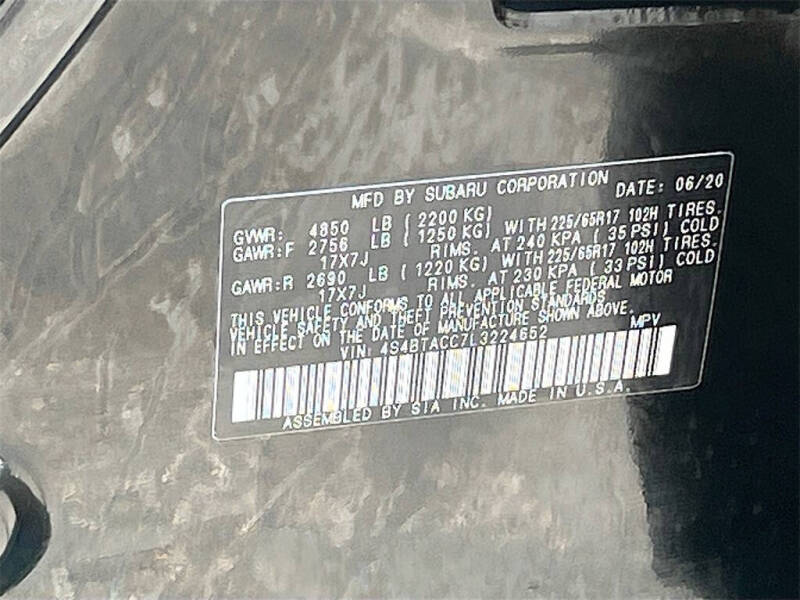 MFD BY SUBARU CORPORATION DATE: 06/20
GVWR: 4850 LB ( 2200 KG)
GAWR:F 2756 LB ( 1250 KG) WITH 225/65R17 102H TIRES.
17X7J RIMS. AT 240 KPA ( 35 PSI) COLD
GAWR:R 2690 LB ( 1220 KG) WITH 225/65R17 102H TIRES.
17X7J RIMS. AT 230 KPA ( 33 PSI) COLD
THIS VEHICLE CONFORMS TO ALL APPLICABLE FEDERAL MOTOR
VEHICLE SAFETY AND THEFT PREVENTION STANDARDS
IN EFFECT ON THE DATE OF MANUFACTURE SHOWN ABOVE.
VIN: 4S4BTACC7L3224652 MPV
ASSEMBLED BY SIA INC. MADE IN U.S.A.